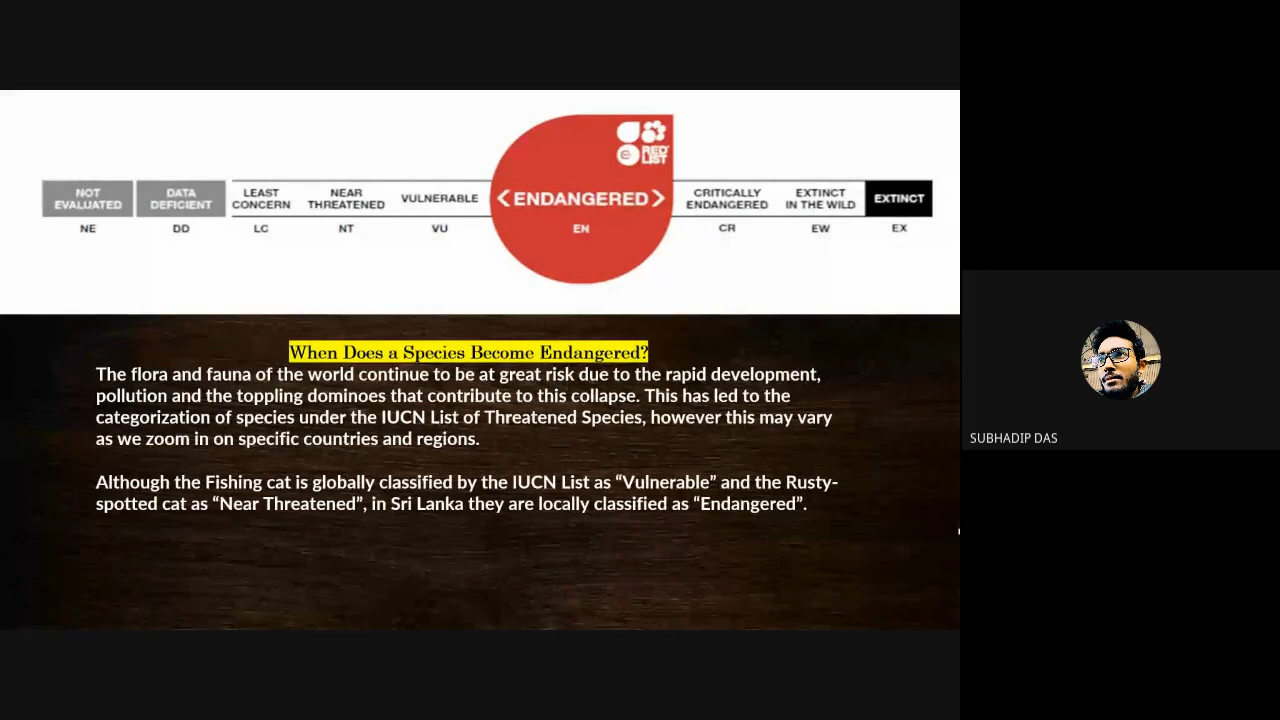 RED
LIST
NOT
EVALUATED
DATA
DEFICIENT
LEAST
CONCERN
NEAR
THREATENED
VULNERABLE
<ENDANGERED>
CRITICALLY
ENDANGERED
EXTINCT
IN THE WILD
EXTINCT
NE
DD
LC
NT
VU
EN
CR
EW
EX
When Does a Species Become Endangered?
The flora and fauna of the world continue to be at great risk due to the rapid development,
pollution and the toppling dominoes that contribute to this collapse. This has led to the
categorization of species under the IUCN List of Threatened Species, however this may vary
as we zoom in on specific countries and regions.
Although the Fishing cat is globally classified by the IUCN List as “Vulnerable” and the Rusty-
spotted cat as “Near Threatened”, in Sri Lanka they are locally classified as “Endangered”.
SUBHADIP DAS